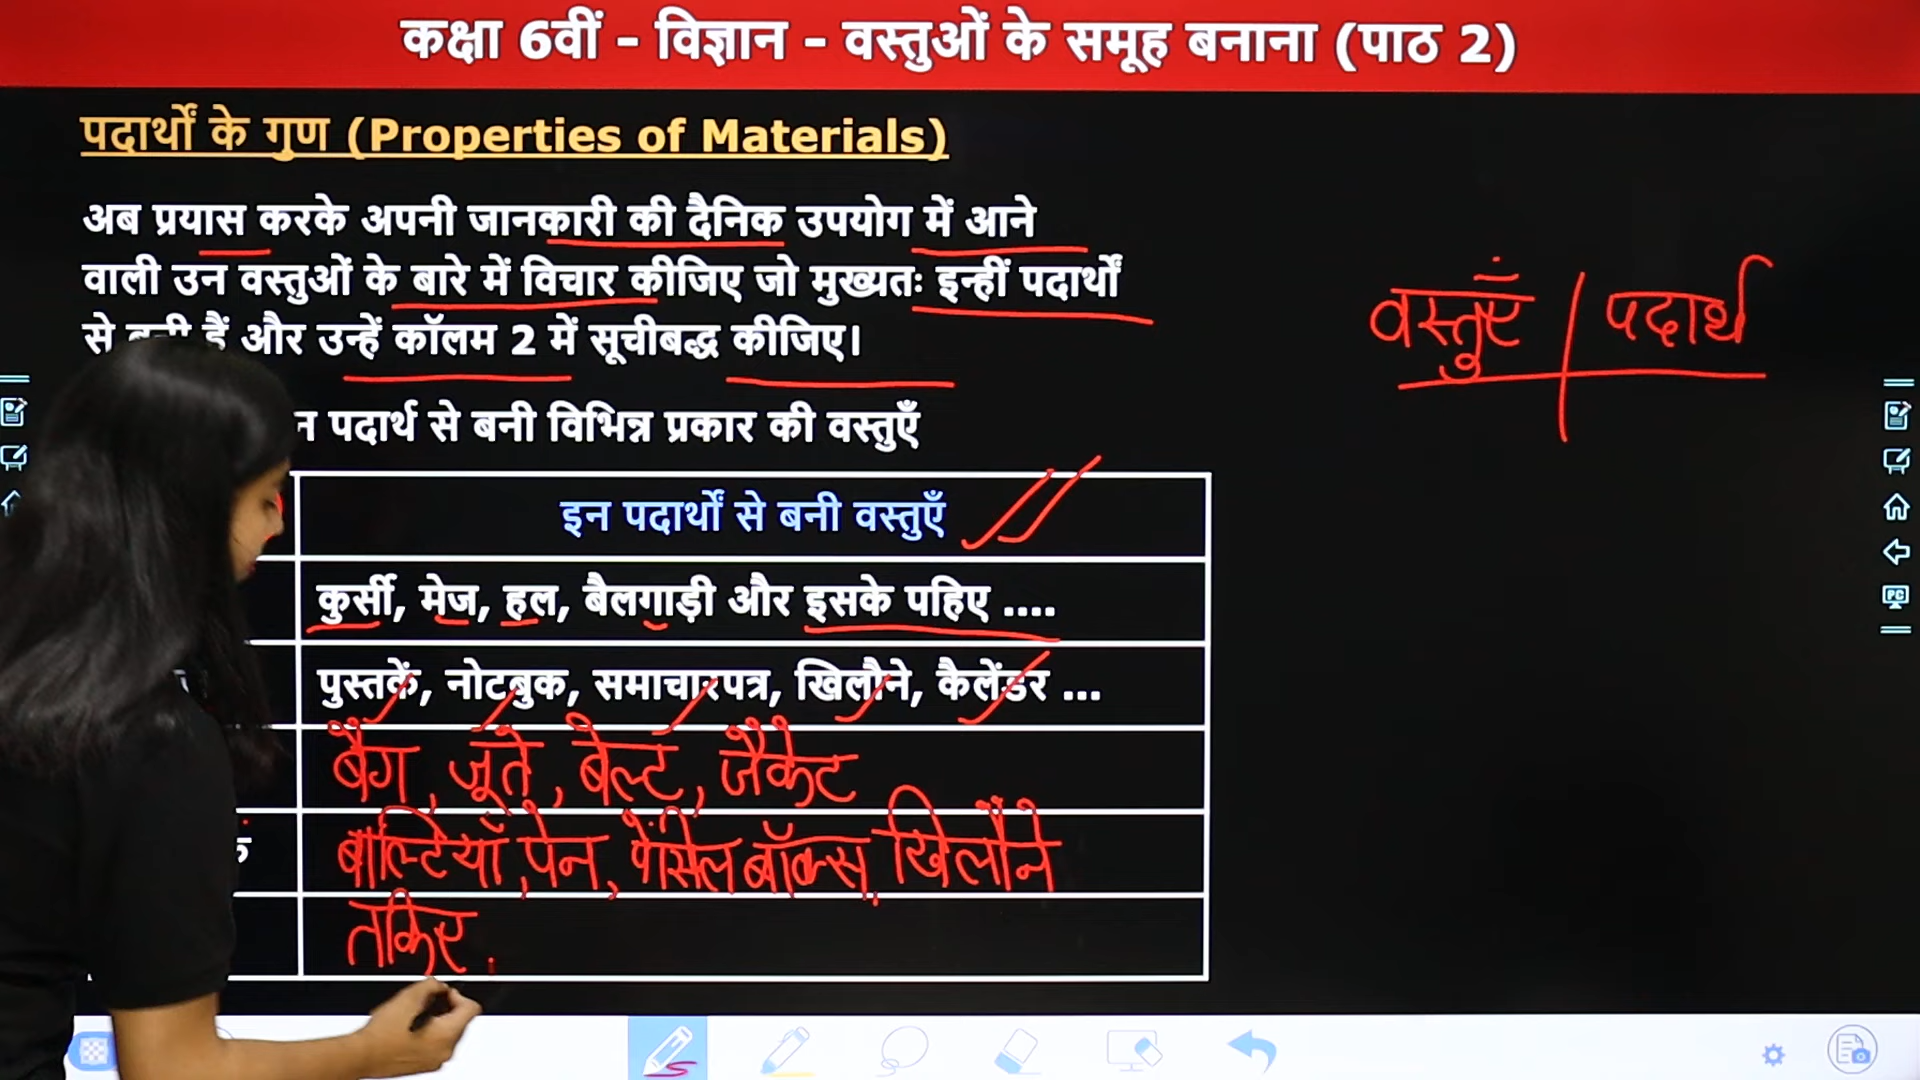 कक्षा 6वीं - विज्ञान - वस्तुओं के समूह बनाना (पाठ 2)
पदार्थों के गुण (Properties of Materials)
अब प्रयास करके अपनी जानकारी की दैनिक उपयोग में आने
वाली उन वस्तुओं के बारे में विचार कीजिए जो मुख्यतः इन्हीं पदार्थों
से बनी हैं और उन्हें कॉलम 2 में सूचीबद्ध कीजिए।
पदार्थ से बनी विभिन्न प्रकार की वस्तुएँ
वस्तुएँ पदार्थ
इन पदार्थों से बनी वस्तुएँ
कुर्सी, मेज, हल, बैलगाड़ी और इसके पहिए ....
पुस्तकें, नोटबुक, समाचारपत्र, खिलौने, कैलेंडर ...
बैग, जूते, बेल्ट, जैकेट
बाल्टियाँ, पेन, पेंसिल बॉक्स, खिलौने
तकिए,
PC